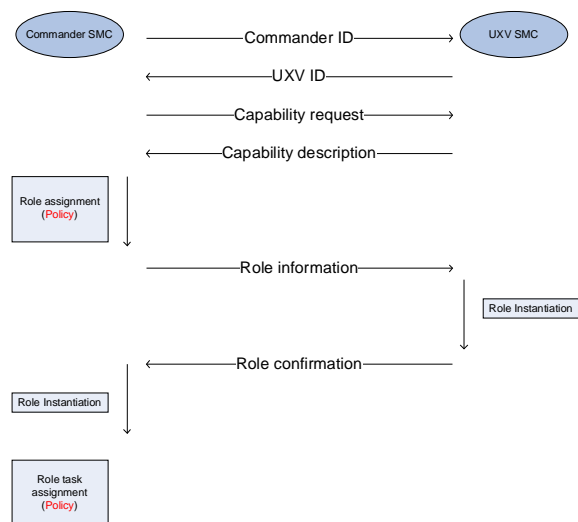 Commander SMC
Commander ID
UXV SMC
UXV ID
Capability request
Capability description
Role assignment
(Policy)
Role information
Role Instantiation
Role confirmation
Role Instantiation
Role task
assignment
(Policy)